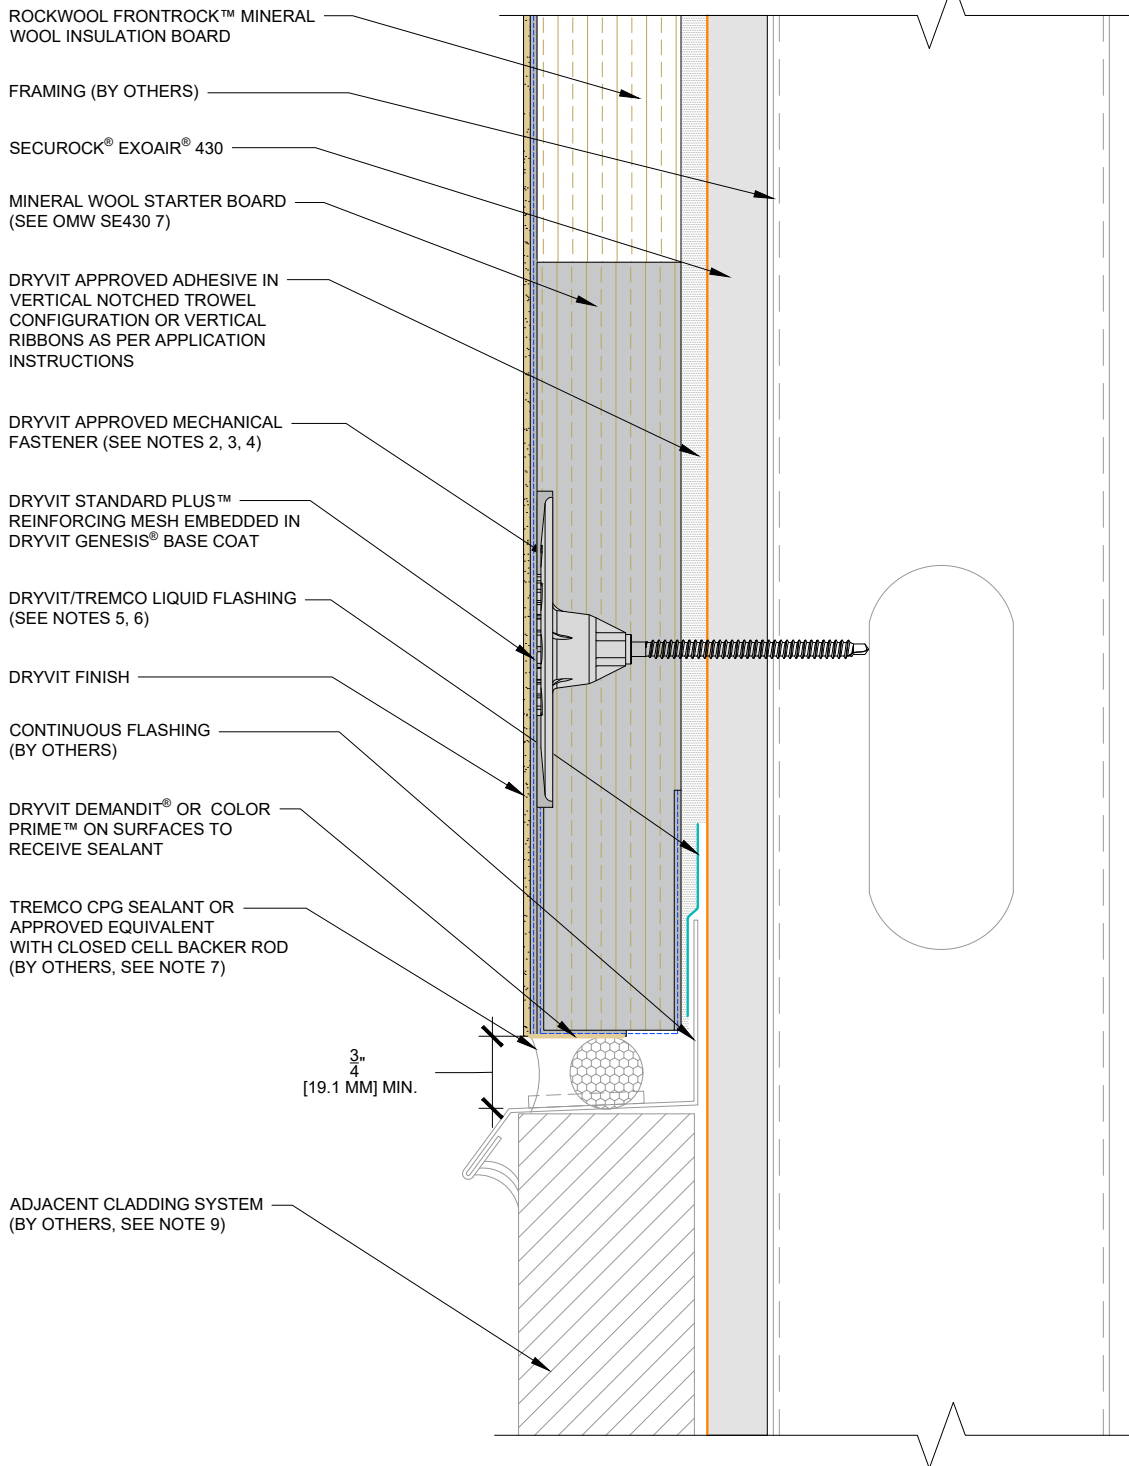 ROCKWOOL FRONTROCK™ MINERAL
WOOL INSULATION BOARD
FRAMING (BY OTHERS)
SECUROCK® EXOAIR® 430
MINERAL WOOL STARTER BOARD
(SEE OMW SE430 7)
DRYVIT APPROVED ADHESIVE IN
VERTICAL NOTCHED TROWEL
CONFIGURATION OR VERTICAL
RIBBONS AS PER APPLICATION
INSTRUCTIONS
DRYVIT APPROVED MECHANICAL
FASTENER (SEE NOTES 2, 3, 4)
DRYVIT STANDARD PLUS™
REINFORCING MESH EMBEDDED IN
DRYVIT GENESIS® BASE COAT
DRYVIT/TREMCO LIQUID FLASHING
(SEE NOTES 5, 6)
DRYVIT FINISH
CONTINUOUS FLASHING
(BY OTHERS)
DRYVIT DEMANDIT® OR COLOR
PRIME™ ON SURFACES TO
RECEIVE SEALANT
TREMCO CPG SEALANT OR
APPROVED EQUIVALENT
WITH CLOSED CELL BACKER ROD
(BY OTHERS, SEE NOTE 7)
3/4"
[19.1 MM] MIN.
ADJACENT CLADDING SYSTEM
(BY OTHERS, SEE NOTE 9)